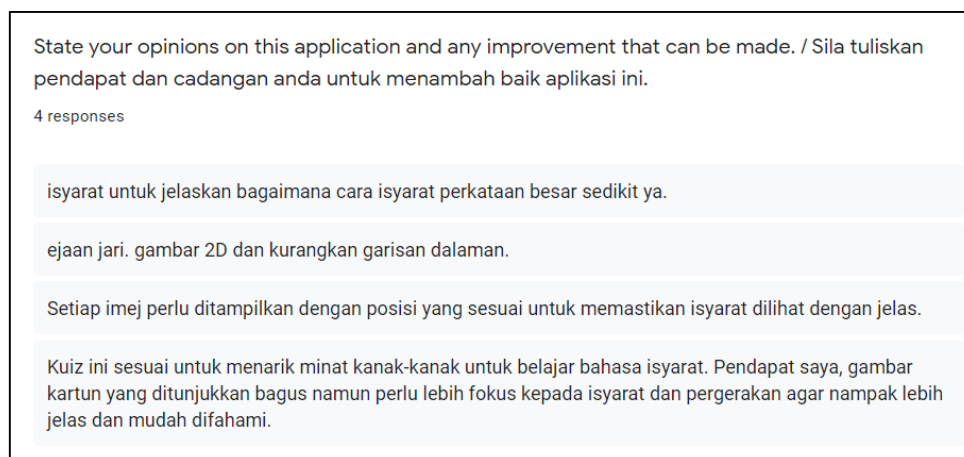 State your opinions on this application and any improvement that can be made. / Sila tuliskan
pendapat dan cadangan anda untuk menambah baik aplikasi ini.
4 responses
isyarat untuk jelaskan bagaimana cara isyarat perkataan besar sedikit ya.
ejaan jari. gambar 2D dan kurangkan garisan dalaman.
Setiap imej perlu ditampilkan dengan posisi yang sesuai untuk memastikan isyarat dilihat dengan jelas.
Kuiz ini sesuai untuk menarik minat kanak-kanak untuk belajar bahasa isyarat. Pendapat saya, gambar
kartun yang ditunjukkan bagus namun perlu lebih fokus kepada isyarat dan pergerakan agar nampak lebih
jelas dan mudah difahami.